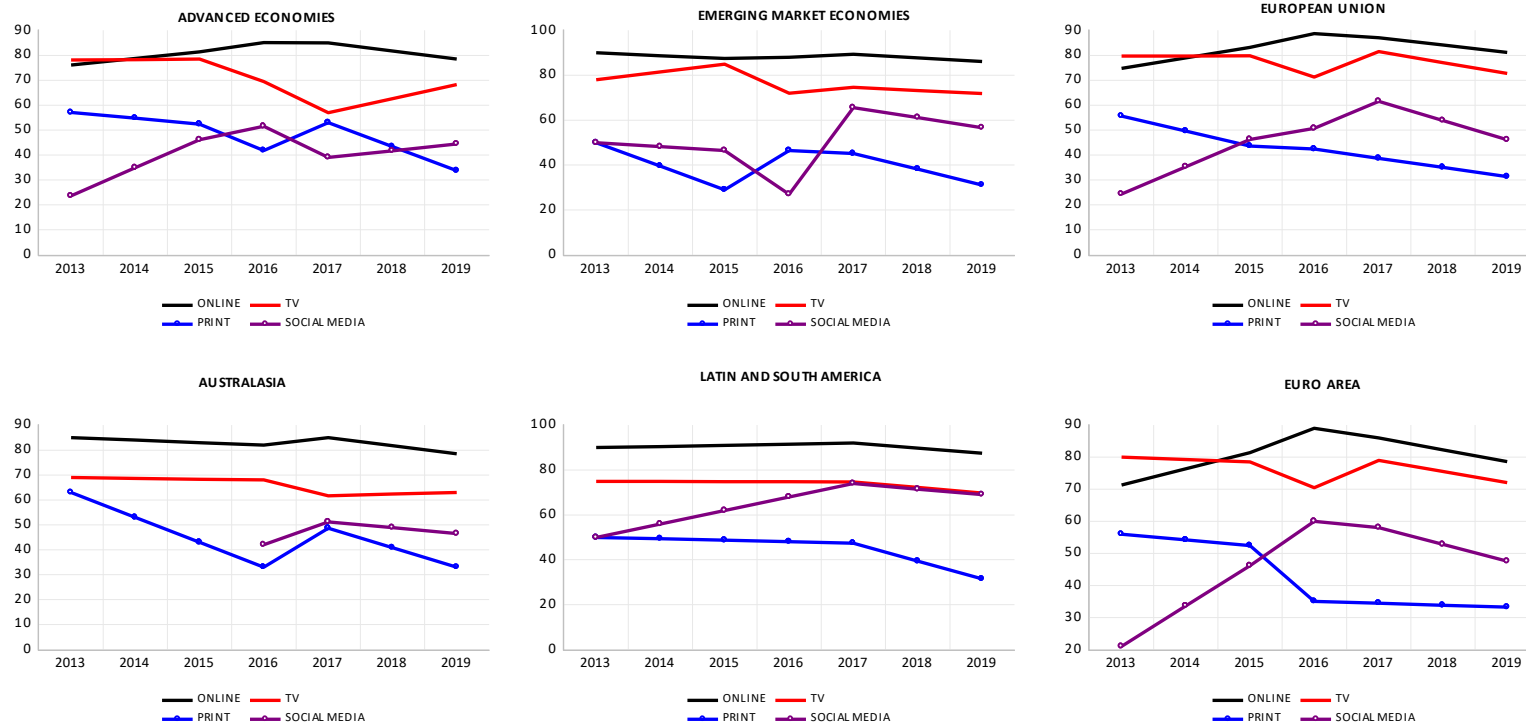 ADVANCED ECONOMIES
90
80
70
60
50
40
30
20
10
0
2013 2014 2015 2016 2017 2018 2019
ONLINE TV
PRINT SOCIAL MEDIA
EMERGING MARKET ECONOMIES
100
80
60
40
20
0
2013 2014 2015 2016 2017 2018 2019
ONLINE TV
PRINT SOCIAL MEDIA
EUROPEAN UNION
90
80
70
60
50
40
30
20
10
0
2013 2014 2015 2016 2017 2018 2019
ONLINE TV
PRINT SOCIAL MEDIA
AUSTRALASIA
90
80
70
60
50
40
30
20
10
0
2013 2014 2015 2016 2017 2018 2019
ONLINE TV
PRINT SOCIAL MEDIA
LATIN AND SOUTH AMERICA
100
80
60
40
20
0
2013 2014 2015 2016 2017 2018 2019
ONLINE TV
PRINT SOCIAL MEDIA
EURO AREA
90
80
70
60
50
40
30
20
2013 2014 2015 2016 2017 2018 2019
ONLINE TV
PRINT SOCIAL MEDIA